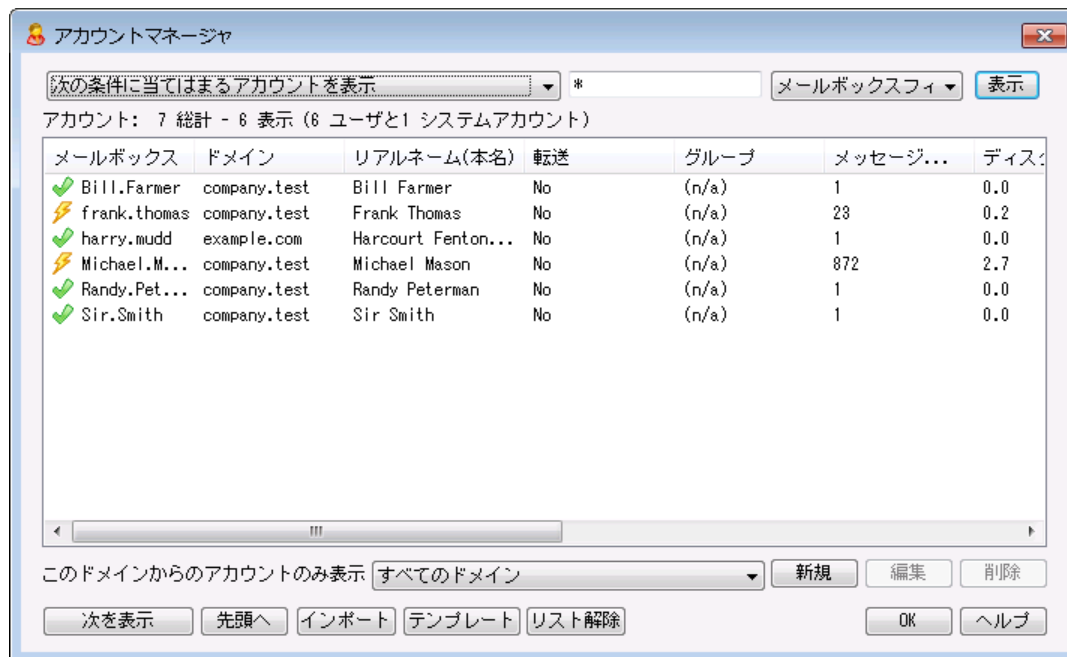 アカウントマネージャ
次の条件に当てはまるアカウントを表示 * メールボックスフィ 表示
アカウント: 7 総計 - 6 表示 (6 ユーザと1 システムアカウント)
メールボックス ドメイン リアルネーム(本名) 転送 グループ メッセージ... ディスク
Bill.Farmer company.test Bill Farmer No (n/a) 1 0.0
frank.thomas company.test Frank Thomas No (n/a) 23 0.2
harry.mudd example.com Harcourt Fenton... No (n/a) 1 0.0
Michael.M... company.test Michael Mason No (n/a) 872 2.7
Randy.Pet... company.test Randy Peterman No (n/a) 1 0.0
Sir.Smith company.test Sir Smith No (n/a) 1 0.0
このドメインからのアカウントのみ表示 すべてのドメイン 新規 編集 削除
次を表示 先頭へ インポート テンプレート リスト解除 OK ヘルプ